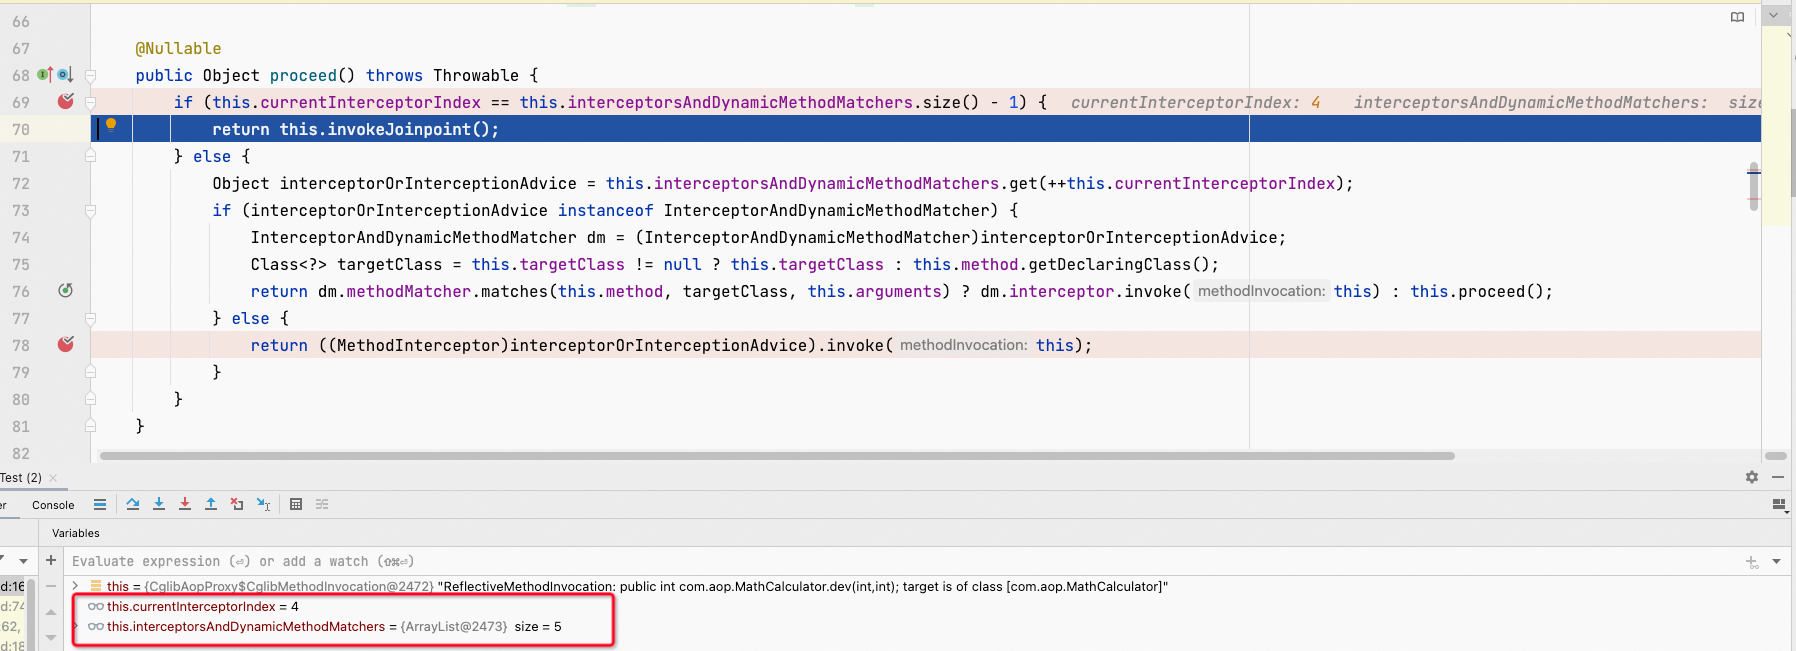 66
67 @Nullable
68 public Object proceed() throws Throwable {
69 if (this.currentInterceptorIndex == this.interceptorsAndDynamicMethodMatchers.size() - 1) { currentInterceptorIndex: 4 interceptorsAndDynamicMethodMatchers: size
70 return this.invokeJoinpoint();
71 } else {
72 Object interceptorOrInterceptionAdvice = this.interceptorsAndDynamicMethodMatchers.get(++this.currentInterceptorIndex);
73 if (interceptorOrInterceptionAdvice instanceof InterceptorAndDynamicMethodMatcher) {
74 InterceptorAndDynamicMethodMatcher dm = (InterceptorAndDynamicMethodMatcher)interceptorOrInterceptionAdvice;
75 Class<?> targetClass = this.targetClass != null ? this.targetClass : this.method.getDeclaringClass();
76 return dm.methodMatcher.matches(this.method, targetClass, this.arguments) ? dm.interceptor.invoke( methodInvocation: this) : this.proceed();
77 } else {
78 return ((MethodInterceptor)interceptorOrInterceptionAdvice).invoke( methodInvocation: this);
79 }
80 }
81 }
82
Test (2)
er Console
Variables
Evaluate expression (⏎) or add a watch (⇧⌘⏎)
d:16 this = {CglibAopProxy$CglibMethodInvocation@2472} "ReflectiveMethodInvocation: public int com.aop.MathCalculator.dev(int,int); target is of class [com.aop.MathCalculator]"
d:74 this.currentInterceptorIndex = 4
:62, this.interceptorsAndDynamicMethodMatchers = {ArrayList@2473} size = 5
d:18